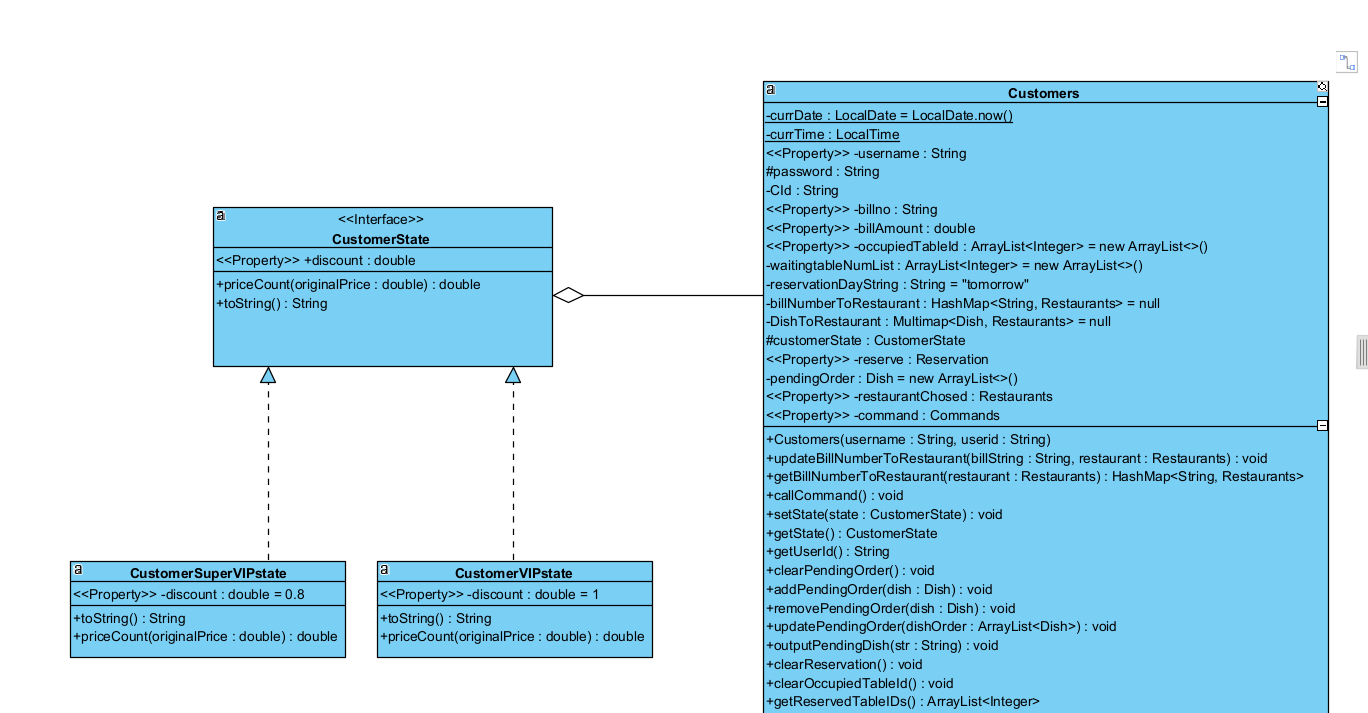 <<Interface>>
CustomerState
<<Property>> +discount : double
+priceCount(originalPrice : double) : double
+toString() : String
a
CustomerSuperVIPstate
<<Property>> -discount : double = 0.8
+toString() : String
+priceCount(originalPrice : double) : double
a
CustomerVIPstate
<<Property>> -discount : double = 1
+toString() : String
+priceCount(originalPrice : double) : double
a
Customers
-currDate : LocalDate = LocalDate.now()
-currTime : LocalTime
<<Property>> -username : String
#password : String
-CId : String
<<Property>> -billno : String
<<Property>> -billAmount : double
<<Property>> -occupiedTableId : ArrayList<Integer> = new ArrayList<>()
-waitingtableNumList : ArrayList<Integer> = new ArrayList<>()
-reservationDayString : String = "tomorrow"
-billNumberToRestaurant : HashMap<String, Restaurants> = null
-DishToRestaurant : Multimap<Dish, Restaurants> = null
#customerState : CustomerState
<<Property>> -reserve : Reservation
-pendingOrder : Dish = new ArrayList<>()
<<Property>> -restaurantChosed : Restaurants
<<Property>> -command : Commands
+Customers(username : String, userid : String)
+updateBillNumberToRestaurant(billString : String, restaurant : Restaurants) : void
+getBillNumberToRestaurant(restaurant : Restaurants) : HashMap<String, Restaurants>
+callCommand() : void
+setState(state : CustomerState) : void
+getState() : CustomerState
+getUserId() : String
+clearPendingOrder() : void
+addPendingOrder(dish : Dish) : void
+removePendingOrder(dish : Dish) : void
+updatePendingOrder(dishOrder : ArrayList<Dish>) : void
+outputPendingDish(str : String) : void
+clearReservation() : void
+clearOccupiedTableId() : void
+getReservedTableIDs() : ArrayList<Integer>
a